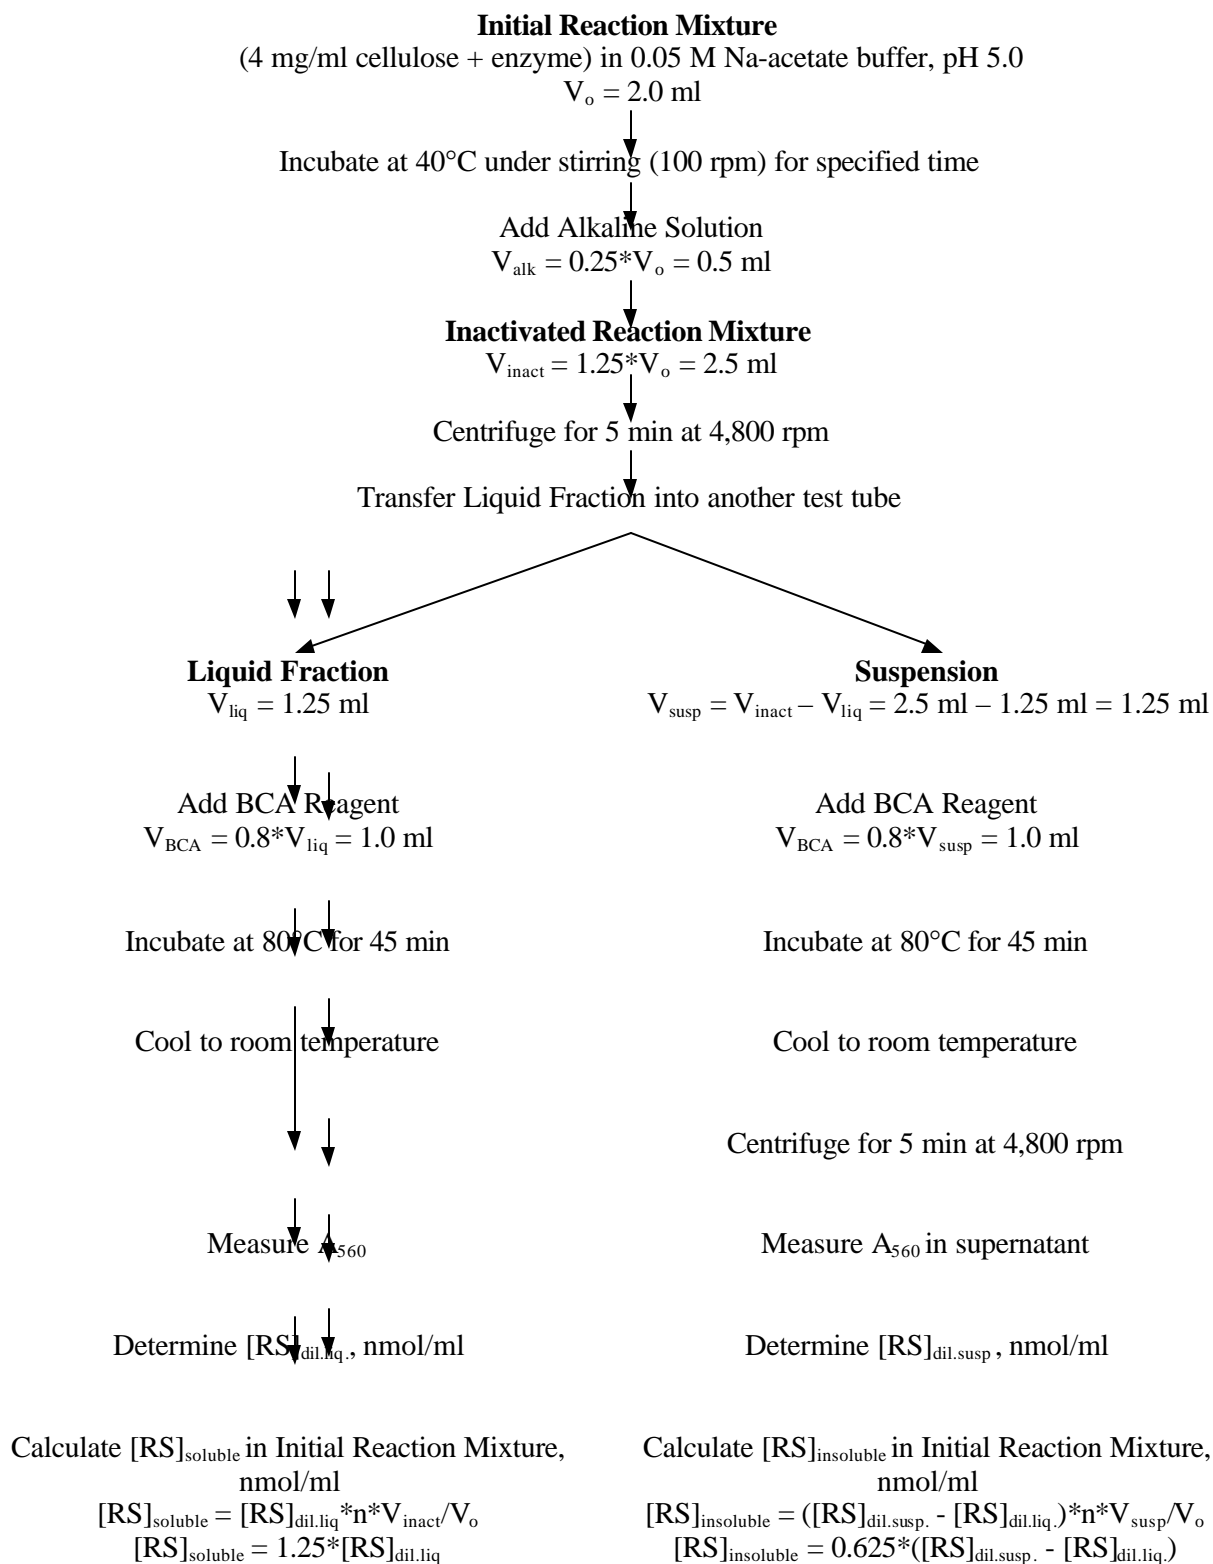 Initial Reaction Mixture
(4 mg/ml cellulose + enzyme) in 0.05 M Na-acetate buffer, pH 5.0
Vo = 2.0 ml
Incubate at 40°C under stirring (100 rpm) for specified time
Add Alkaline Solution
Valk = 0.25*Vo = 0.5 ml
Inactivated Reaction Mixture
Vinact = 1.25*Vo = 2.5 ml
Centrifuge for 5 min at 4,800 rpm
Transfer Liquid Fraction into another test tube
Liquid Fraction
Vliq = 1.25 ml
Add BCA Reagent
VBCA = 0.8*Vliq = 1.0 ml
Incubate at 80°C for 45 min
Cool to room temperature
Measure A560
Determine [RS]dil.liq., nmol/ml
Calculate [RS]soluble in Initial Reaction Mixture,
nmol/ml
[RS]soluble = [RS]dil.liq*n*Vinact/Vo
[RS]soluble = 1.25*[RS]dil.liq
Suspension
Vsusp = Vinact – Vliq = 2.5 ml – 1.25 ml = 1.25 ml
Add BCA Reagent
VBCA = 0.8*Vsusp = 1.0 ml
Incubate at 80°C for 45 min
Cool to room temperature
Centrifuge for 5 min at 4,800 rpm
Measure A560 in supernatant
Determine [RS]dil.susp, nmol/ml
Calculate [RS]insoluble in Initial Reaction Mixture,
nmol/ml
[RS]insoluble = ([RS]dil.susp. - [RS]dil.liq.)*n*Vsusp/Vo
[RS]insoluble = 0.625*([RS]dil.susp. - [RS]dil.liq.)